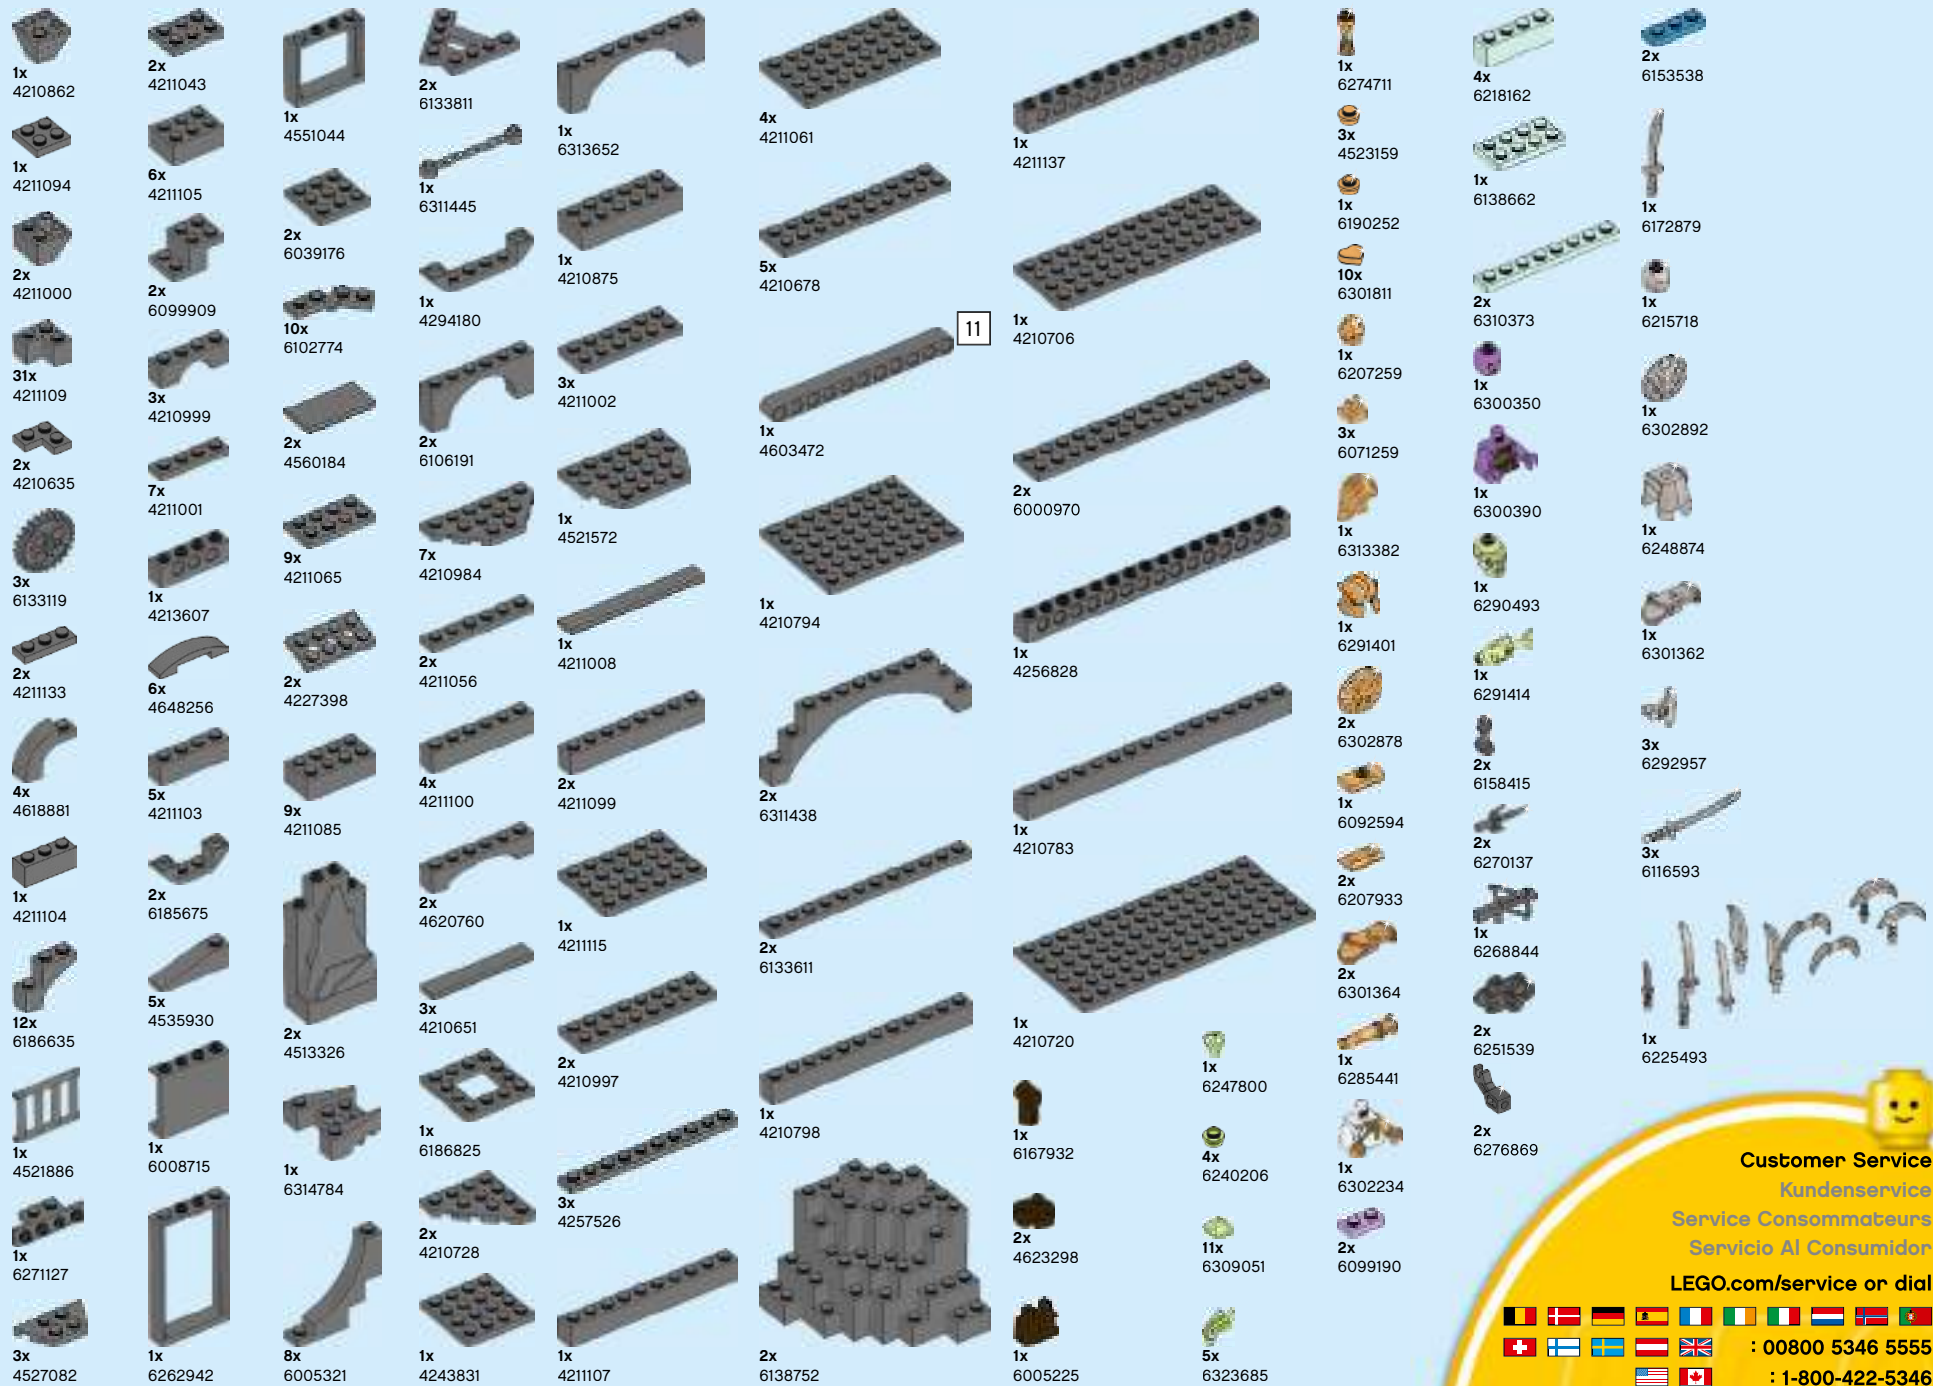 1x
4210862
1x
4211094
2x
4211000
31x
4211109
2x
4210635
3x
6133119
2x
4211133
4x
4618881
1x
4211104
12x
6186635
1x
4521886
1x
6271127
3x
4527082
2x
4211043
6x
4211105
2x
6099909
3x
4210999
7x
4211001
1x
4213607
6x
4648256
5x
4211103
2x
6185675
5x
4535930
1x
6008715
1x
6262942
1x
4551044
2x
6039176
10x
6102774
2x
4560184
9x
4211065
2x
4227398
9x
4211085
2x
4513326
1x
6314784
8x
6005321
2x
6133811
1x
6311445
1x
4294180
2x
6106191
7x
4210984
2x
4211056
4x
4211100
2x
4620760
3x
4210651
1x
6186825
2x
4210728
1x
4243831
1x
6313652
1x
4210875
3x
4211002
1x
4521572
1x
4211008
2x
4211099
1x
4211115
2x
4210997
3x
4257526
1x
4211107
4x
4211061
5x
4210678
11
1x
4603472
1x
4210794
2x
6311438
2x
6133611
1x
4210798
2x
6138752
1x
4211137
1x
4210706
2x
6000970
1x
4256828
1x
4210783
1x
4210720
1x
6167932
2x
4623298
1x
6005225
1x
6247800
4x
6240206
11x
6309051
5x
6323685
1x
6274711
3x
4523159
1x
6190252
10x
6301811
1x
6207259
3x
6071259
1x
6313382
1x
6291401
2x
6302878
1x
6092594
2x
6207933
2x
6301364
1x
6285441
1x
6302234
2x
6099190
4x
6218162
1x
6138662
2x
6310373
1x
6300350
1x
6300390
1x
6290493
1x
6291414
2x
6158415
2x
6270137
1x
6268844
2x
6251539
2x
6276869
2x
6153538
1x
6172879
1x
6215718
1x
6302892
1x
6248874
1x
6301362
3x
6292957
3x
6116593
1x
6225493
Customer Service
Kundenservice
Service Consommateurs
Servicio Al Consumidor
LEGO.com/service or dial
: 00800 5346 5555
: 1-800-422-5346